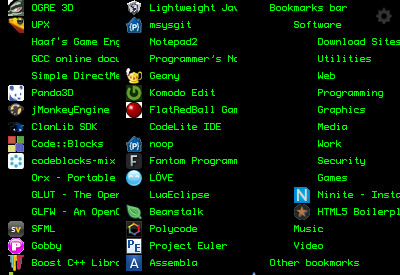 OGRE 3D
UPX
Haaf's Game Eng
GCC online docu
Simple DirectMe
Panda3D
jMonkeyEngine
ClanLib SDK
Code::Blocks
codeblocks-mix
Orx - Portable
GLUT - The Open
GLFW - An OpenG
SFML
Gobby
Boost C++ Libra
Lightweight Jav
msysgit
Notepad2
Programmer's No
Geany
Komodo Edit
FlatRedBall Gam
CodeLite IDE
noop
Fantom Programm
LÖVE
LuaEclipse
Beanstalk
Polycode
Project Euler
Assembla
Bookmarks bar
Software
Download Sites
Utilities
Web
Programming
Graphics
Media
Work
Security
Games
Ninite - Insta
HTML5 Boilerpl
Music
Video
Other bookmarks